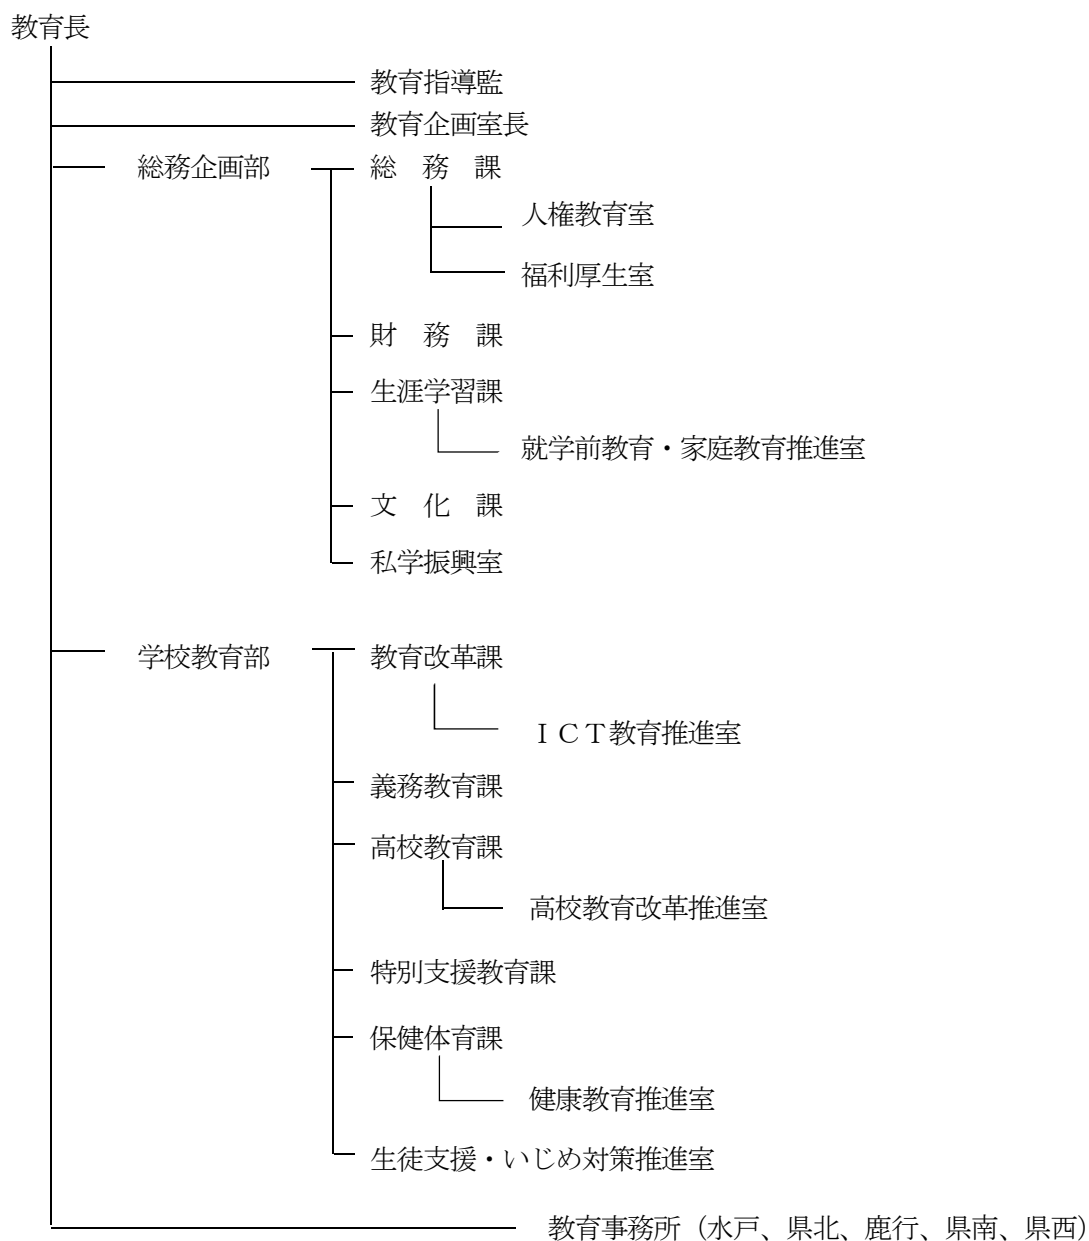 教育長
教育指導監
教育企画室長
総務企画部 総　務　課
人権教育室
福利厚生室
財　務　課
生涯学習課
就学前教育・家庭教育推進室
文　化　課
私学振興室
学校教育部 教育改革課
ＩＣＴ教育推進室
義務教育課
高校教育課
高校教育改革推進室
特別支援教育課
保健体育課
健康教育推進室
生徒支援・いじめ対策推進室
教育事務所（水戸、県北、鹿行、県南、県西）